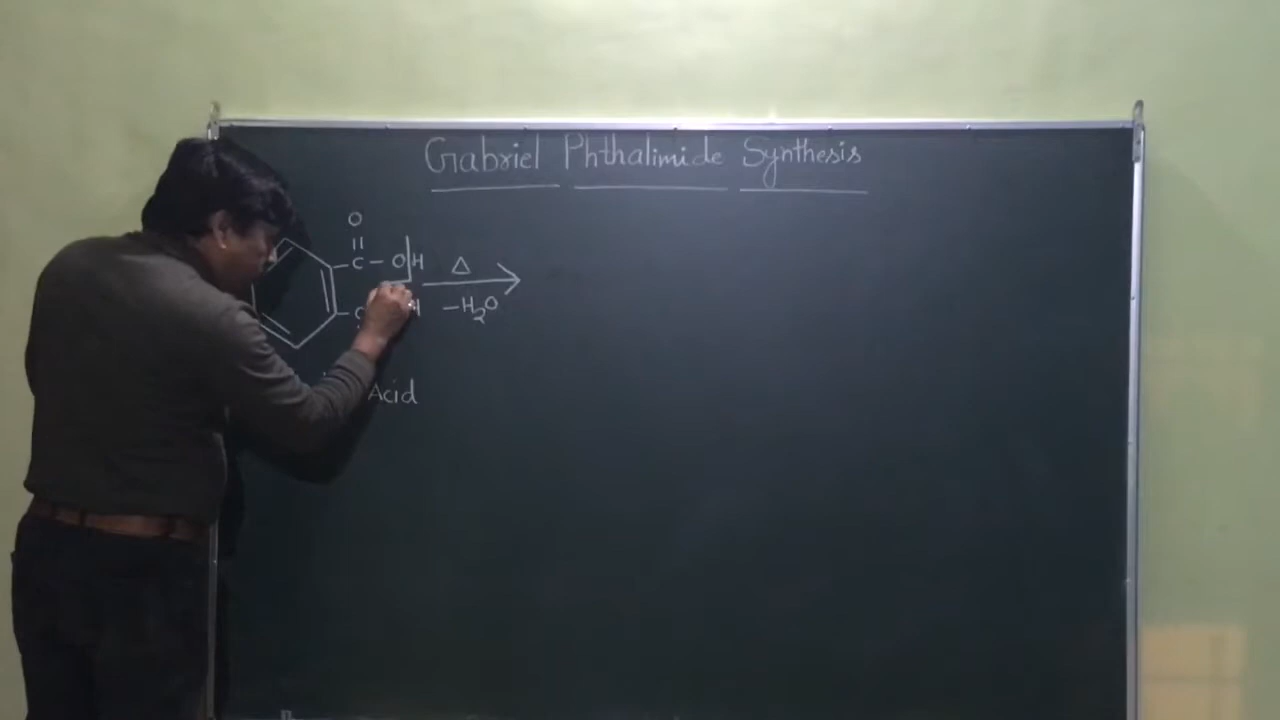 Gabriel Phthalimide Synthesis
O
C – OH
△
C
H
–H₂O
Acid